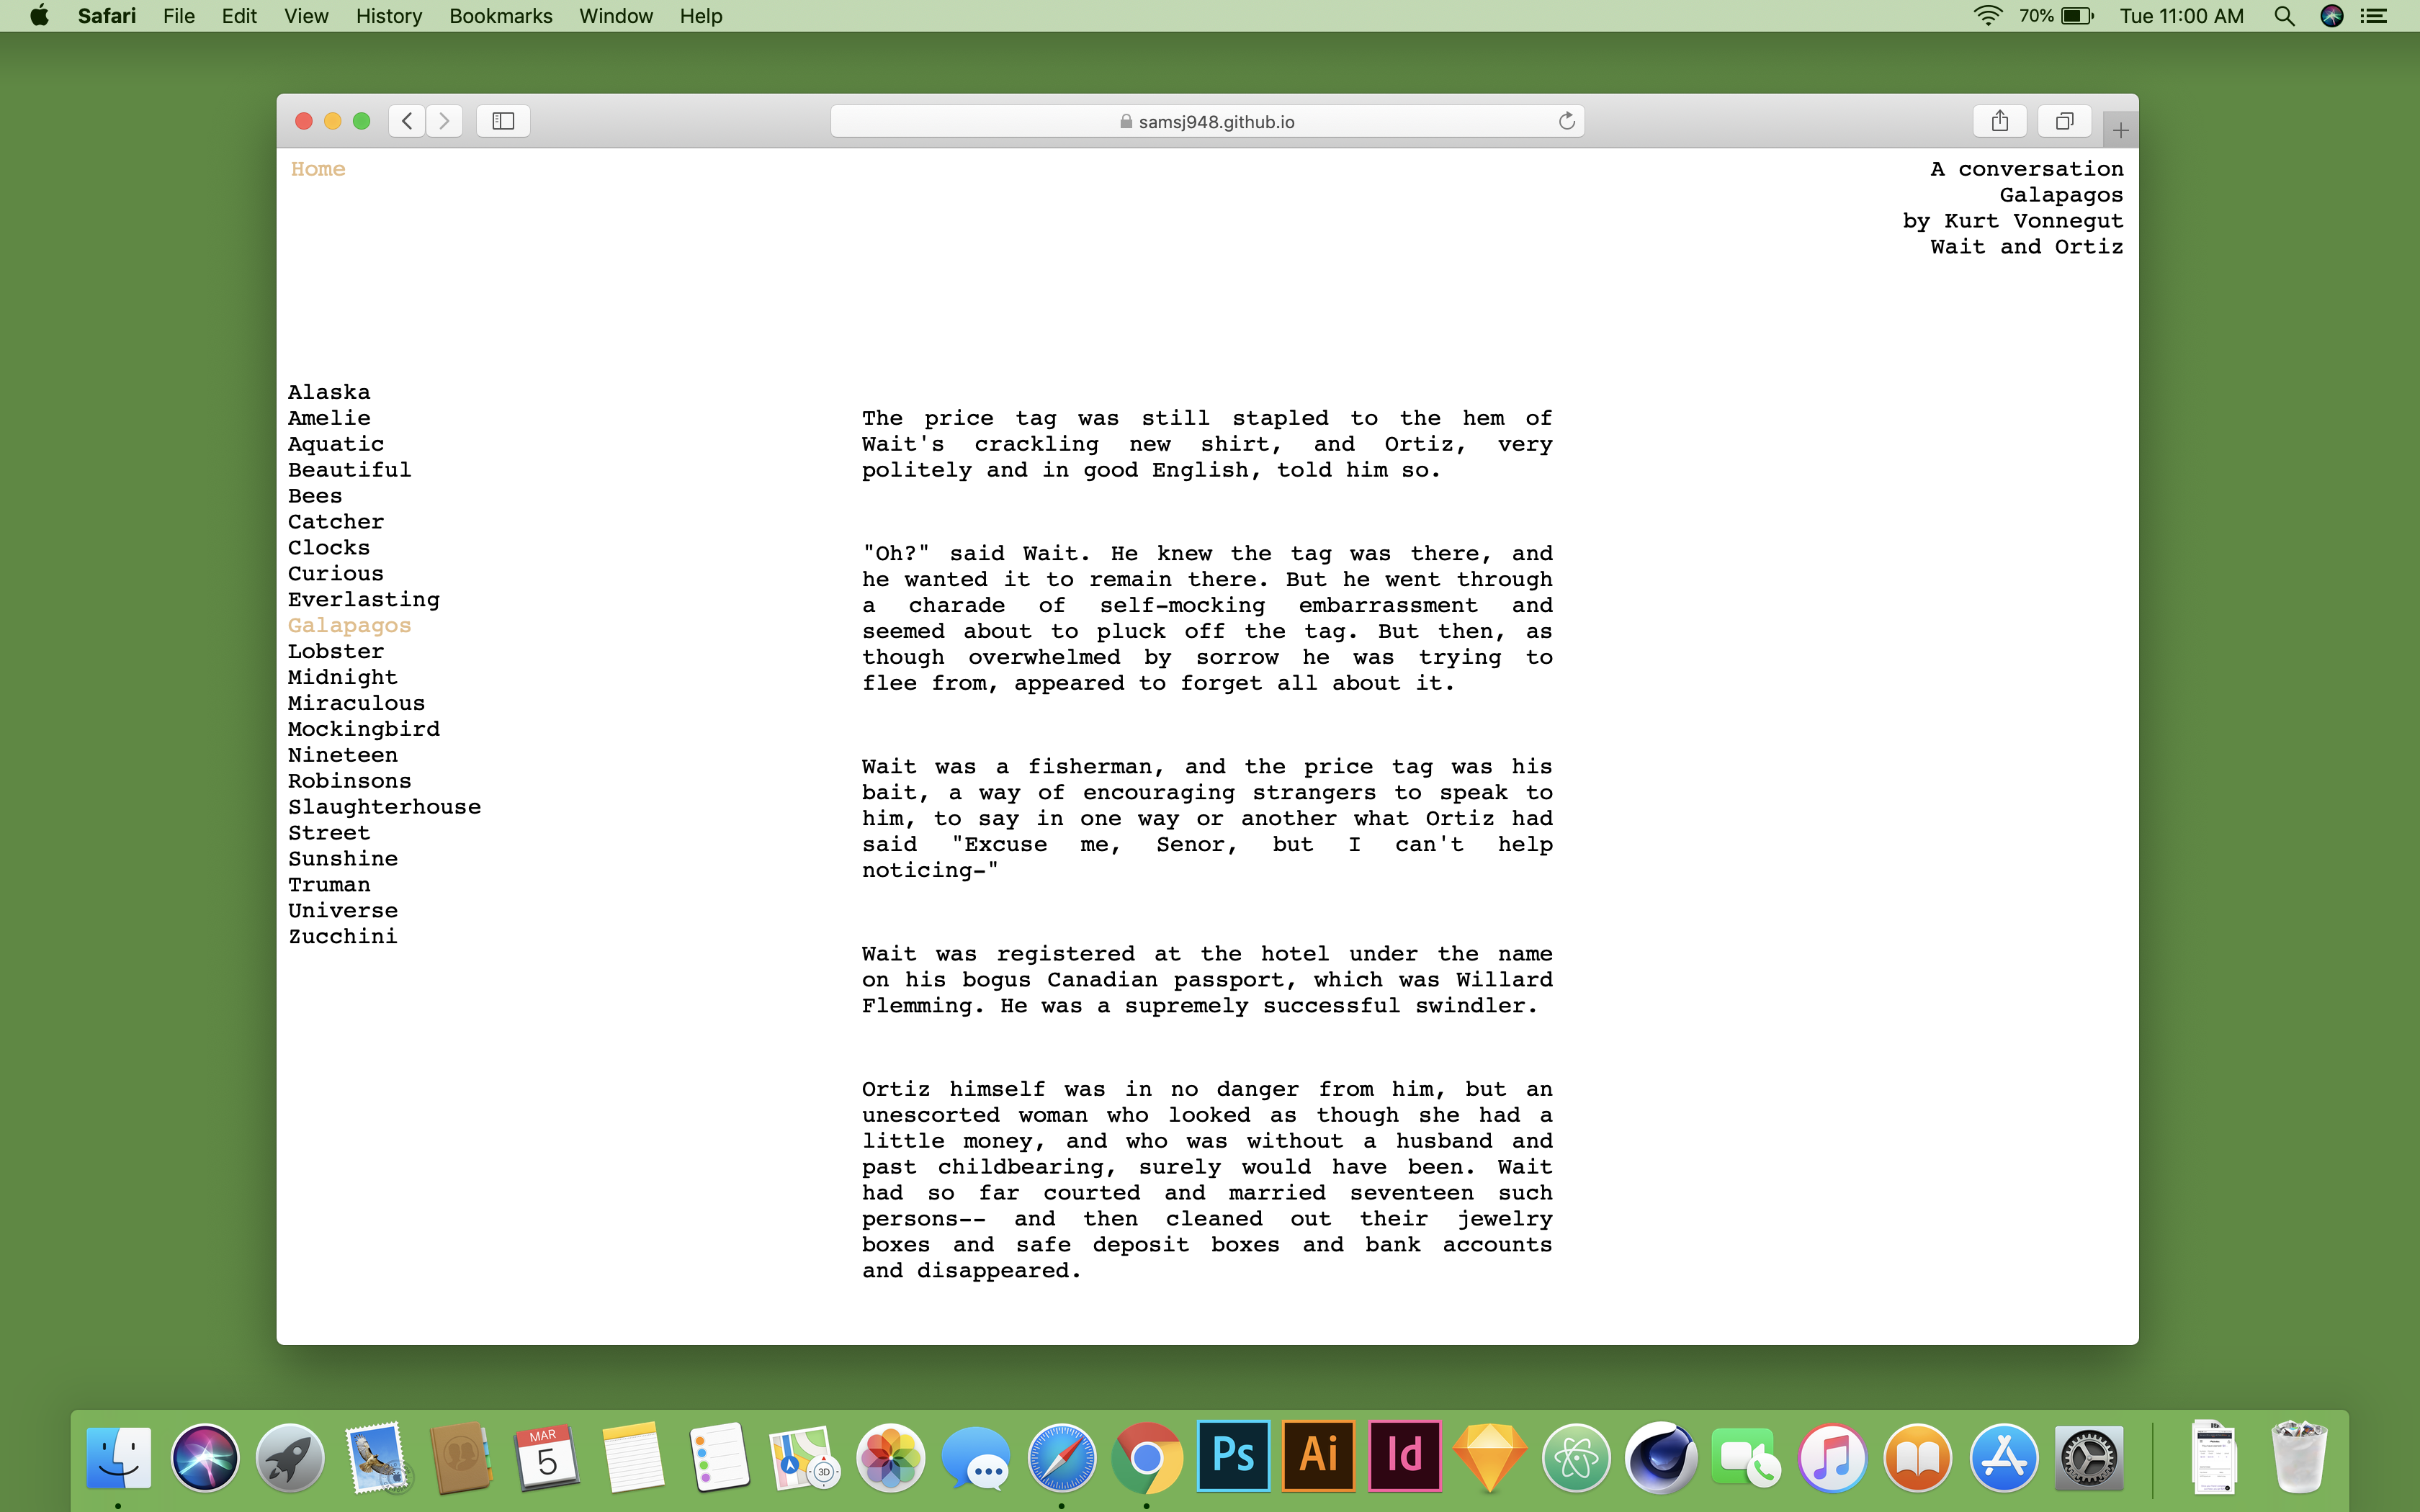 Safari File Edit View History Bookmarks Window Help 70% Tue 11:00 AM
samsj948.github.io
Home
A conversation
Galapagos
by Kurt Vonnegut
Wait and Ortiz
Alaska
Amelie
Aquatic
Beautiful
Bees
Catcher
Clocks
Curious
Everlasting
Galapagos
Lobster
Midnight
Miraculous
Mockingbird
Nineteen
Robinsons
Slaughterhouse
Street
Sunshine
Truman
Universe
Zucchini
The price tag was still stapled to the hem of
Wait's crackling new shirt, and Ortiz, very
politely and in good English, told him so.
"Oh?" said Wait. He knew the tag was there, and
he wanted it to remain there. But he went through
a charade of self-mocking embarrassment and
seemed about to pluck off the tag. But then, as
though overwhelmed by sorrow he was trying to
flee from, appeared to forget all about it.
Wait was a fisherman, and the price tag was his
bait, a way of encouraging strangers to speak to
him, to say in one way or another what Ortiz had
said "Excuse me, Senor, but I can't help
noticing-"
Wait was registered at the hotel under the name
on his bogus Canadian passport, which was Willard
Flemming. He was a supremely successful swindler.
Ortiz himself was in no danger from him, but an
unescorted woman who looked as though she had a
little money, and who was without a husband and
past childbearing, surely would have been. Wait
had so far courted and married seventeen such
persons-- and then cleaned out their jewelry
boxes and safe deposit boxes and bank accounts
and disappeared.
MAR
5
3D
Ps
Ai
Id